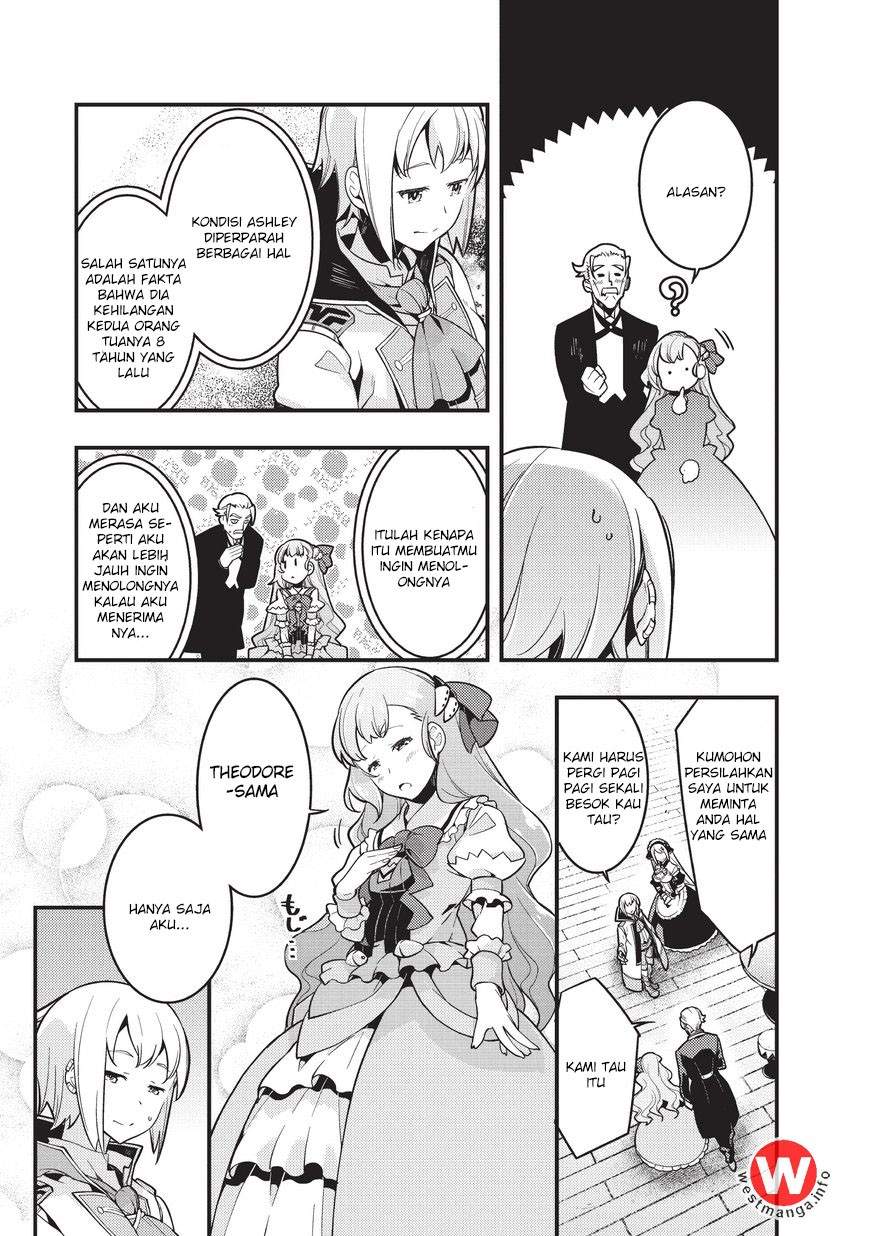 ALASAN?
?
KONDISI ASHLEY
DIPERPARAH
BERBAGAI HAL
SALAH SATUNYA
ADALAH FAKTA
BAHWA DIA
KEHILANGAN
KEDUA ORANG
TUANYA 8
TAHUN YANG
LALU
ITULAH KENAPA
ITU MEMBUATMU
INGIN MENOL-
ONGNYA
DAN AKU
MERASA SE-
PERTI AKU
AKAN LEBIH
JAUH INGIN
MENOLONGNYA
KALAU AKU
MENERIMA
NYA...
KUMOHON
PERSILAHKAN
SAYA UNTUK
MEMINTA
ANDA HAL
YANG SAMA
KAMI HARUS
PERGI PAGI
PAGI SEKALI
BESOK KAU
TAU?
KAMI TAU
ITU
THEODORE
-SAMA
HANYA SAJA
AKU...
もじ…
W
westmanga.info